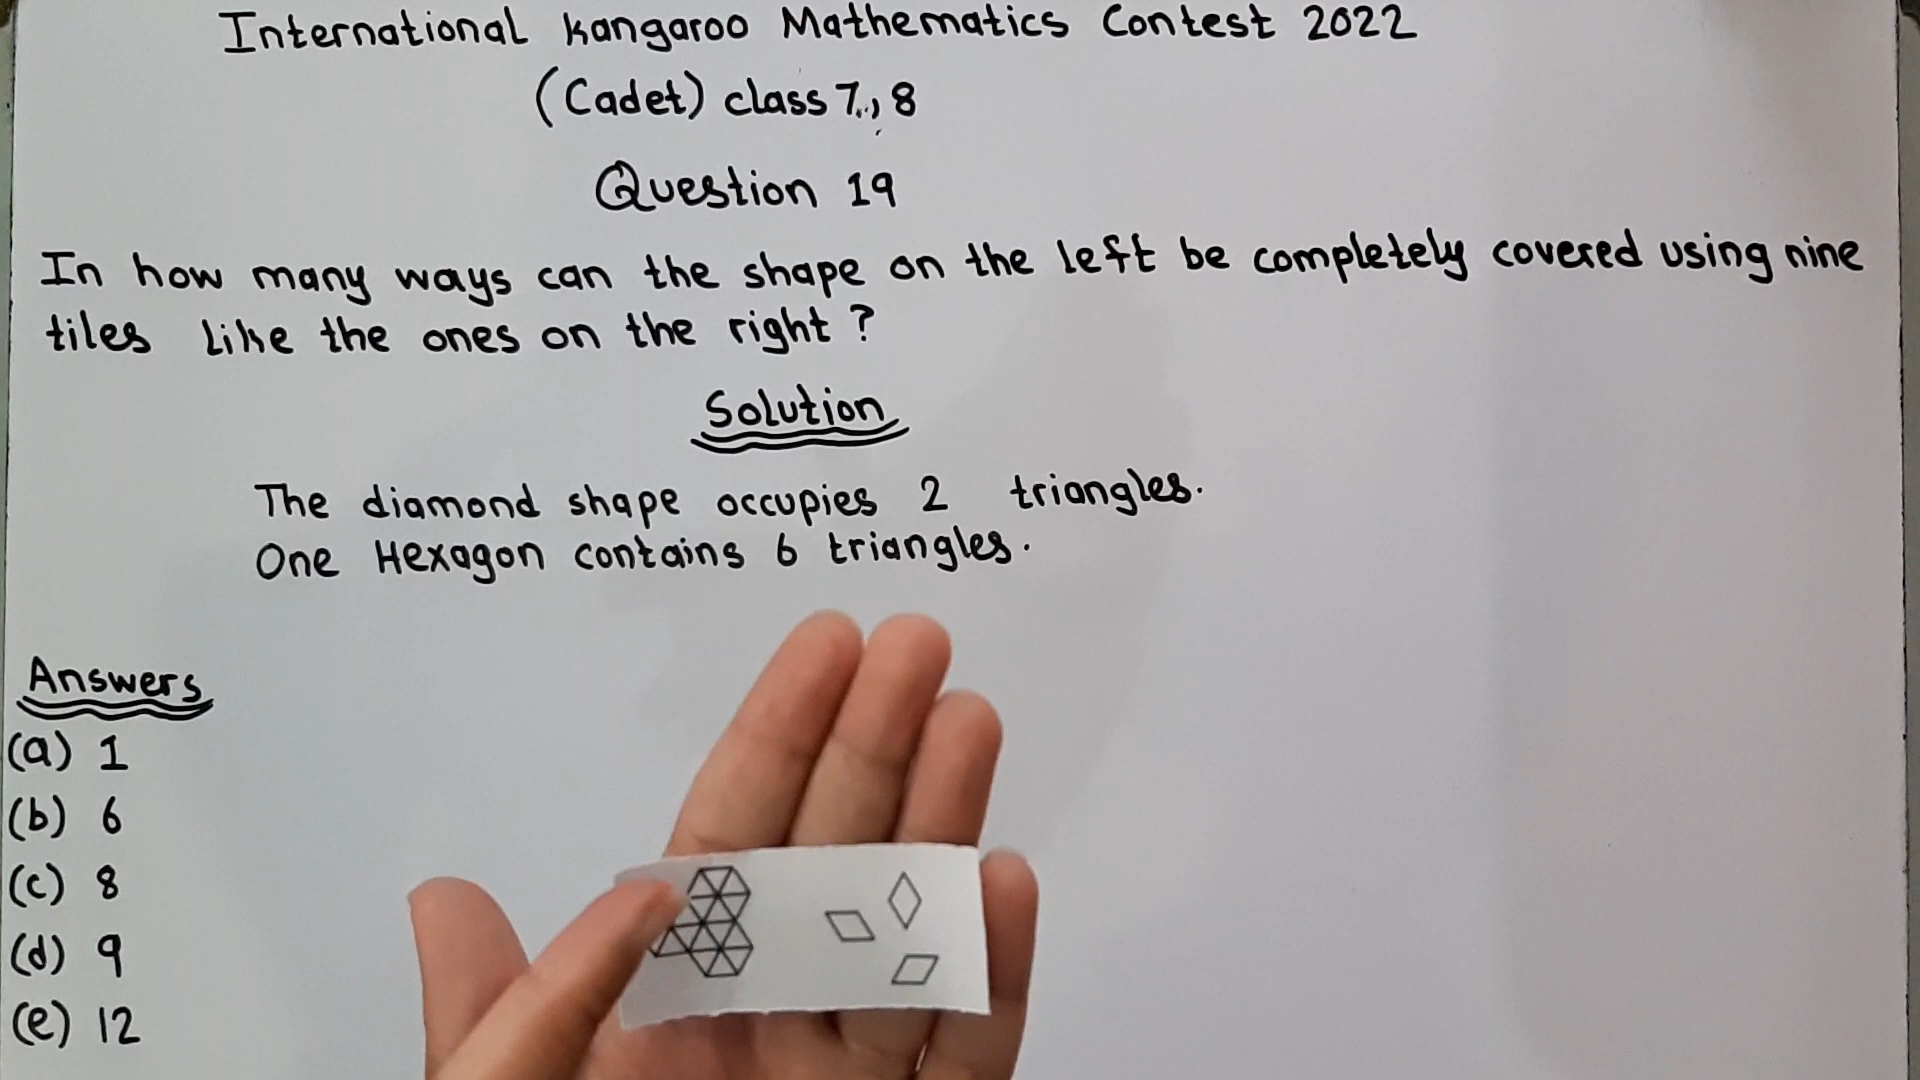 International Kangaroo Mathematics Contest 2022
(Cadet) class 7, 8
Question 19
In how many ways can the shape on the left be completely covered using nine
tiles like the ones on the right?
Solution
The diamond shape occupies 2 triangles.
One Hexagon contains 6 triangles.
Answers
(a) 1
(b) 6
(c) 8
(d) 9
(e) 12